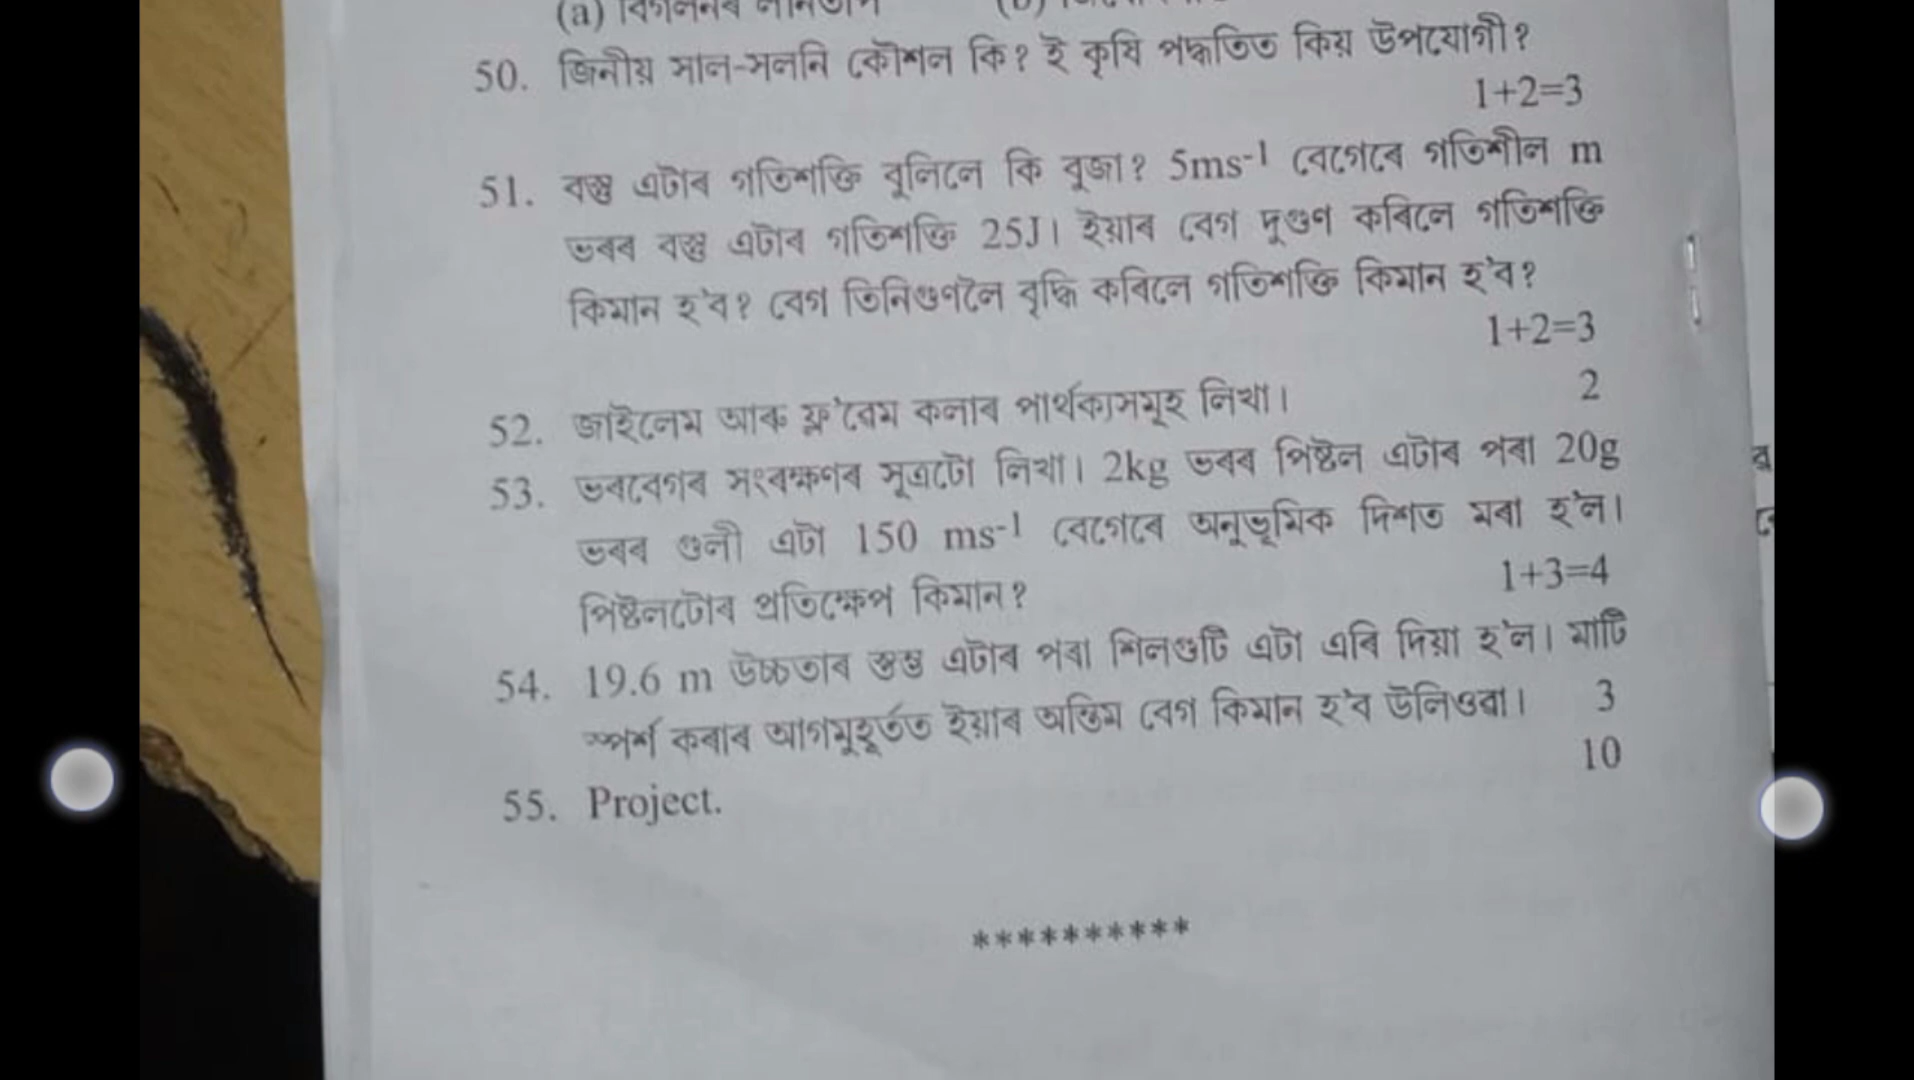 (a) বিগলনৰ লীনতাপ (b)
50. জিনীয় সাল-সলনি কৌশল কি? ই কৃষি পদ্ধতিত কিয় উপযোগী?
1+2=3
51. বস্তু এটাৰ গতিশক্তি বুলিলে কি বুজা? 5ms⁻¹ বেগেৰে গতিশীল m
ভৰৰ বস্তু এটাৰ গতিশক্তি 25J। ইয়াৰ বেগ দুগুণ কৰিলে গতিশক্তি
কিমান হ'ব? বেগ তিনিগুণলৈ বৃদ্ধি কৰিলে গতিশক্তি কিমান হ'ব?
1+2=3
52. জাইলেম আৰু ফ্ল'ৱেম কলাৰ পাৰ্থক্যসমূহ লিখা। 2
53. ভৰবেগৰ সংৰক্ষণৰ সূত্ৰটো লিখা। 2kg ভৰৰ পিষ্টল এটাৰ পৰা 20g
ভৰৰ গুলী এটা 150 ms⁻¹ বেগেৰে অনুভূমিক দিশত মৰা হ'ল।
পিষ্টলটোৰ প্ৰতিক্ষেপ কিমান? 1+3=4
54. 19.6 m উচ্চতাৰ স্তম্ভ এটাৰ পৰা শিলগুটি এটা এৰি দিয়া হ'ল। মাটি
স্পৰ্শ কৰাৰ আগমুহূৰ্তত ইয়াৰ অন্তিম বেগ কিমান হ'ব উলিওৱা। 3
55. Project. 10
**********